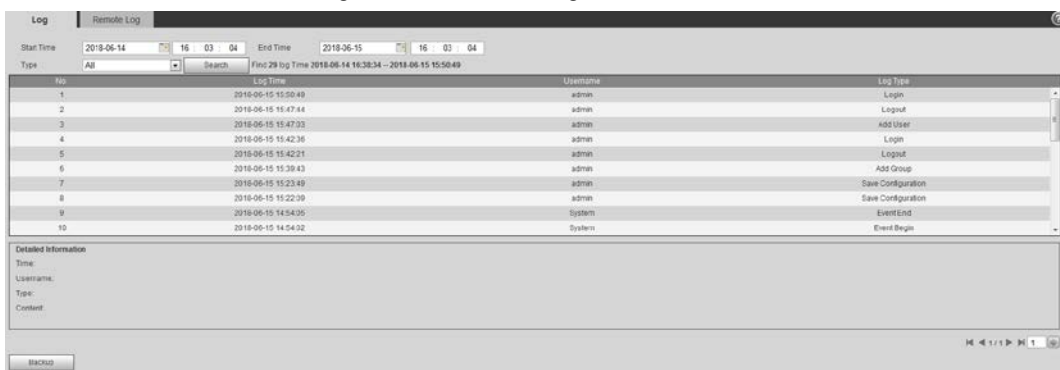 Log Remote Log
Start Time 2018-06-14 16 : 03 : 04 End Time 2018-06-15 16 : 03 : 04
Type All Search Find 29 log Time 2018-06-14 16:38:34 -- 2018-06-15 15:50:49
No. Log Time Username Log Type
1 2018-06-15 15:50:49 admin Login
2 2018-06-15 15:47:44 admin Logout
3 2018-06-15 15:47:33 admin Add User
4 2018-06-15 15:42:36 admin Login
5 2018-06-15 15:42:21 admin Logout
6 2018-06-15 15:39:43 admin Add Group
7 2018-06-15 15:23:49 admin Save Configuration
8 2018-06-15 15:22:39 admin Save Configuration
9 2018-06-15 14:54:35 System Event End
10 2018-06-15 14:54:32 System Event Begin
Detailed Information
Time:
Username:
Type:
Content:
1/1 1
Backup